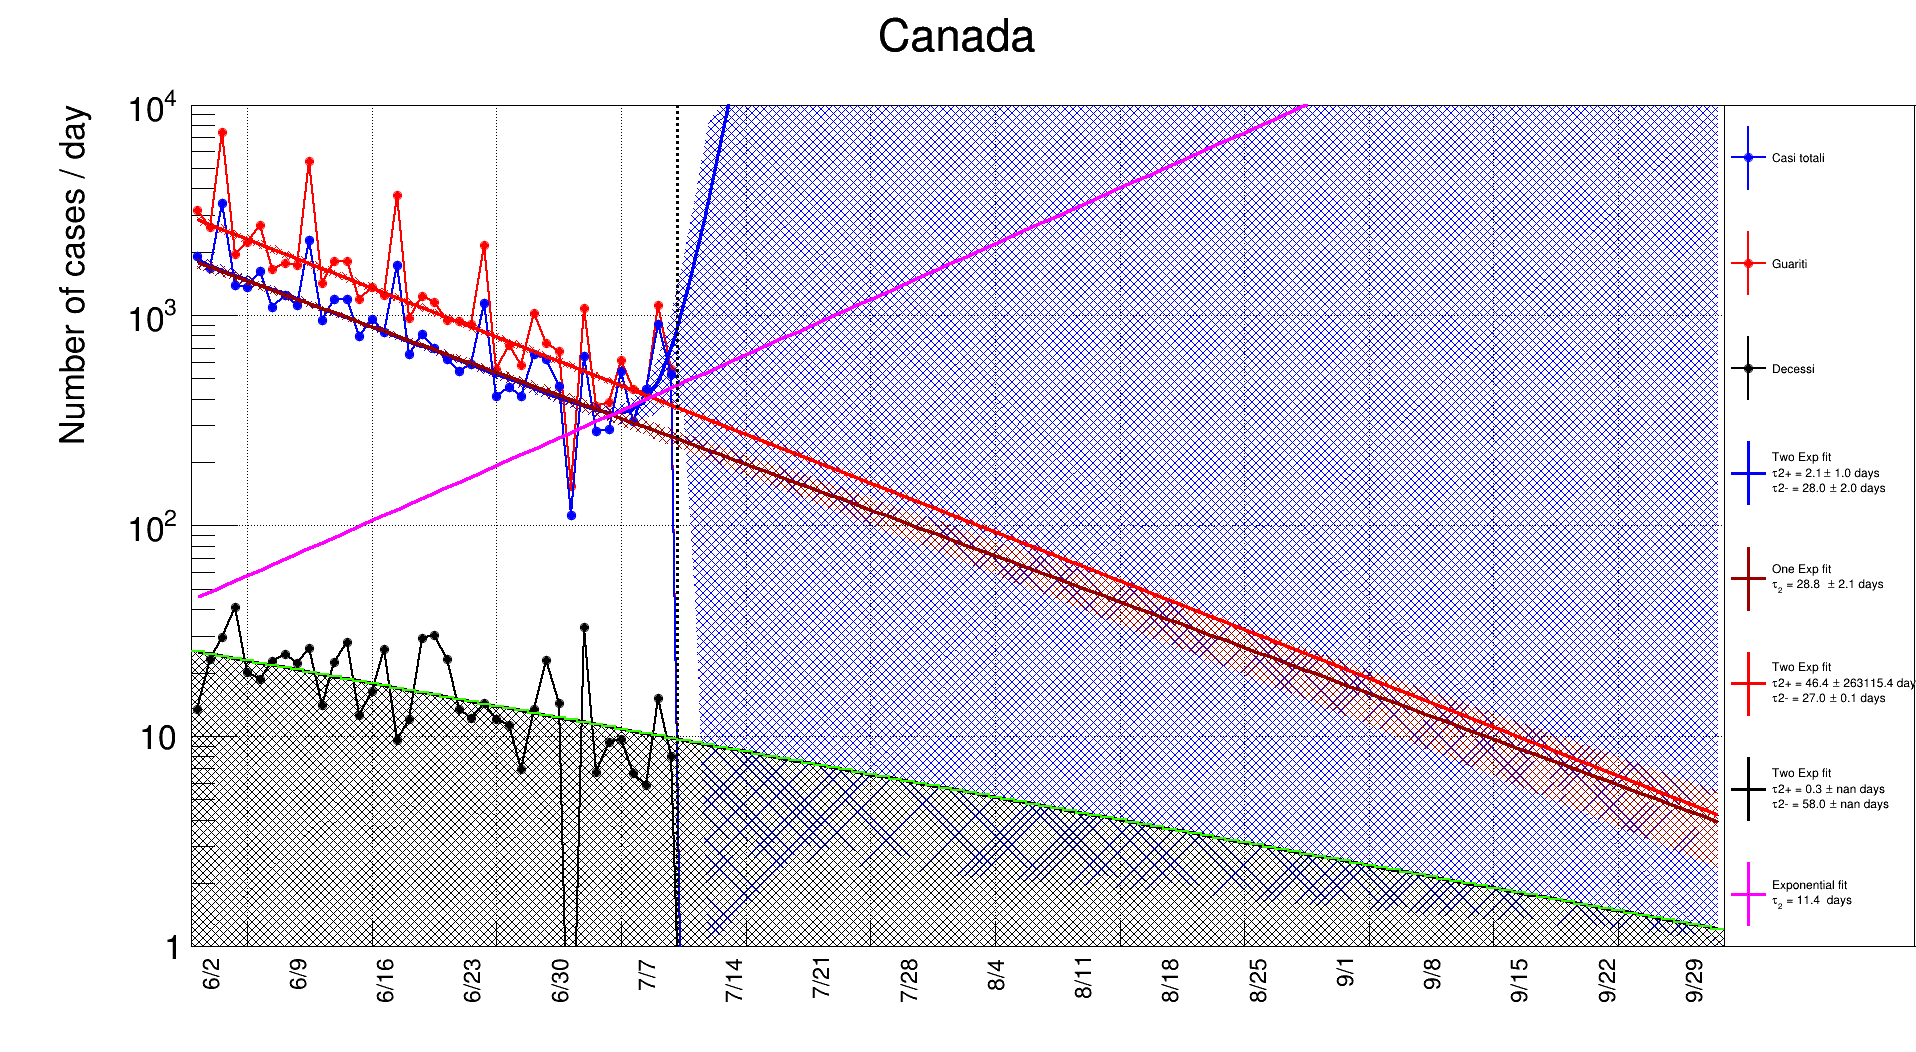 Canada
Number of cases / day
10^4
10^3
10^2
10
1
6/2
6/9
6/16
6/23
6/30
7/7
7/14
7/21
7/28
8/4
8/11
8/18
8/25
9/1
9/8
9/15
9/22
9/29
Casi totali
Guariti
Decessi
Two Exp fit
τ2+ = 2.1 ± 1.0 days
τ2- = 28.0 ± 2.0 days
One Exp fit
τ2 = 28.8 ± 2.1 days
Two Exp fit
τ2+ = 46.4 ± 263115.4 day
τ2- = 27.0 ± 0.1 days
Two Exp fit
τ2+ = 0.3 ± nan days
τ2- = 58.0 ± nan days
Exponential fit
τ2 = 11.4 days